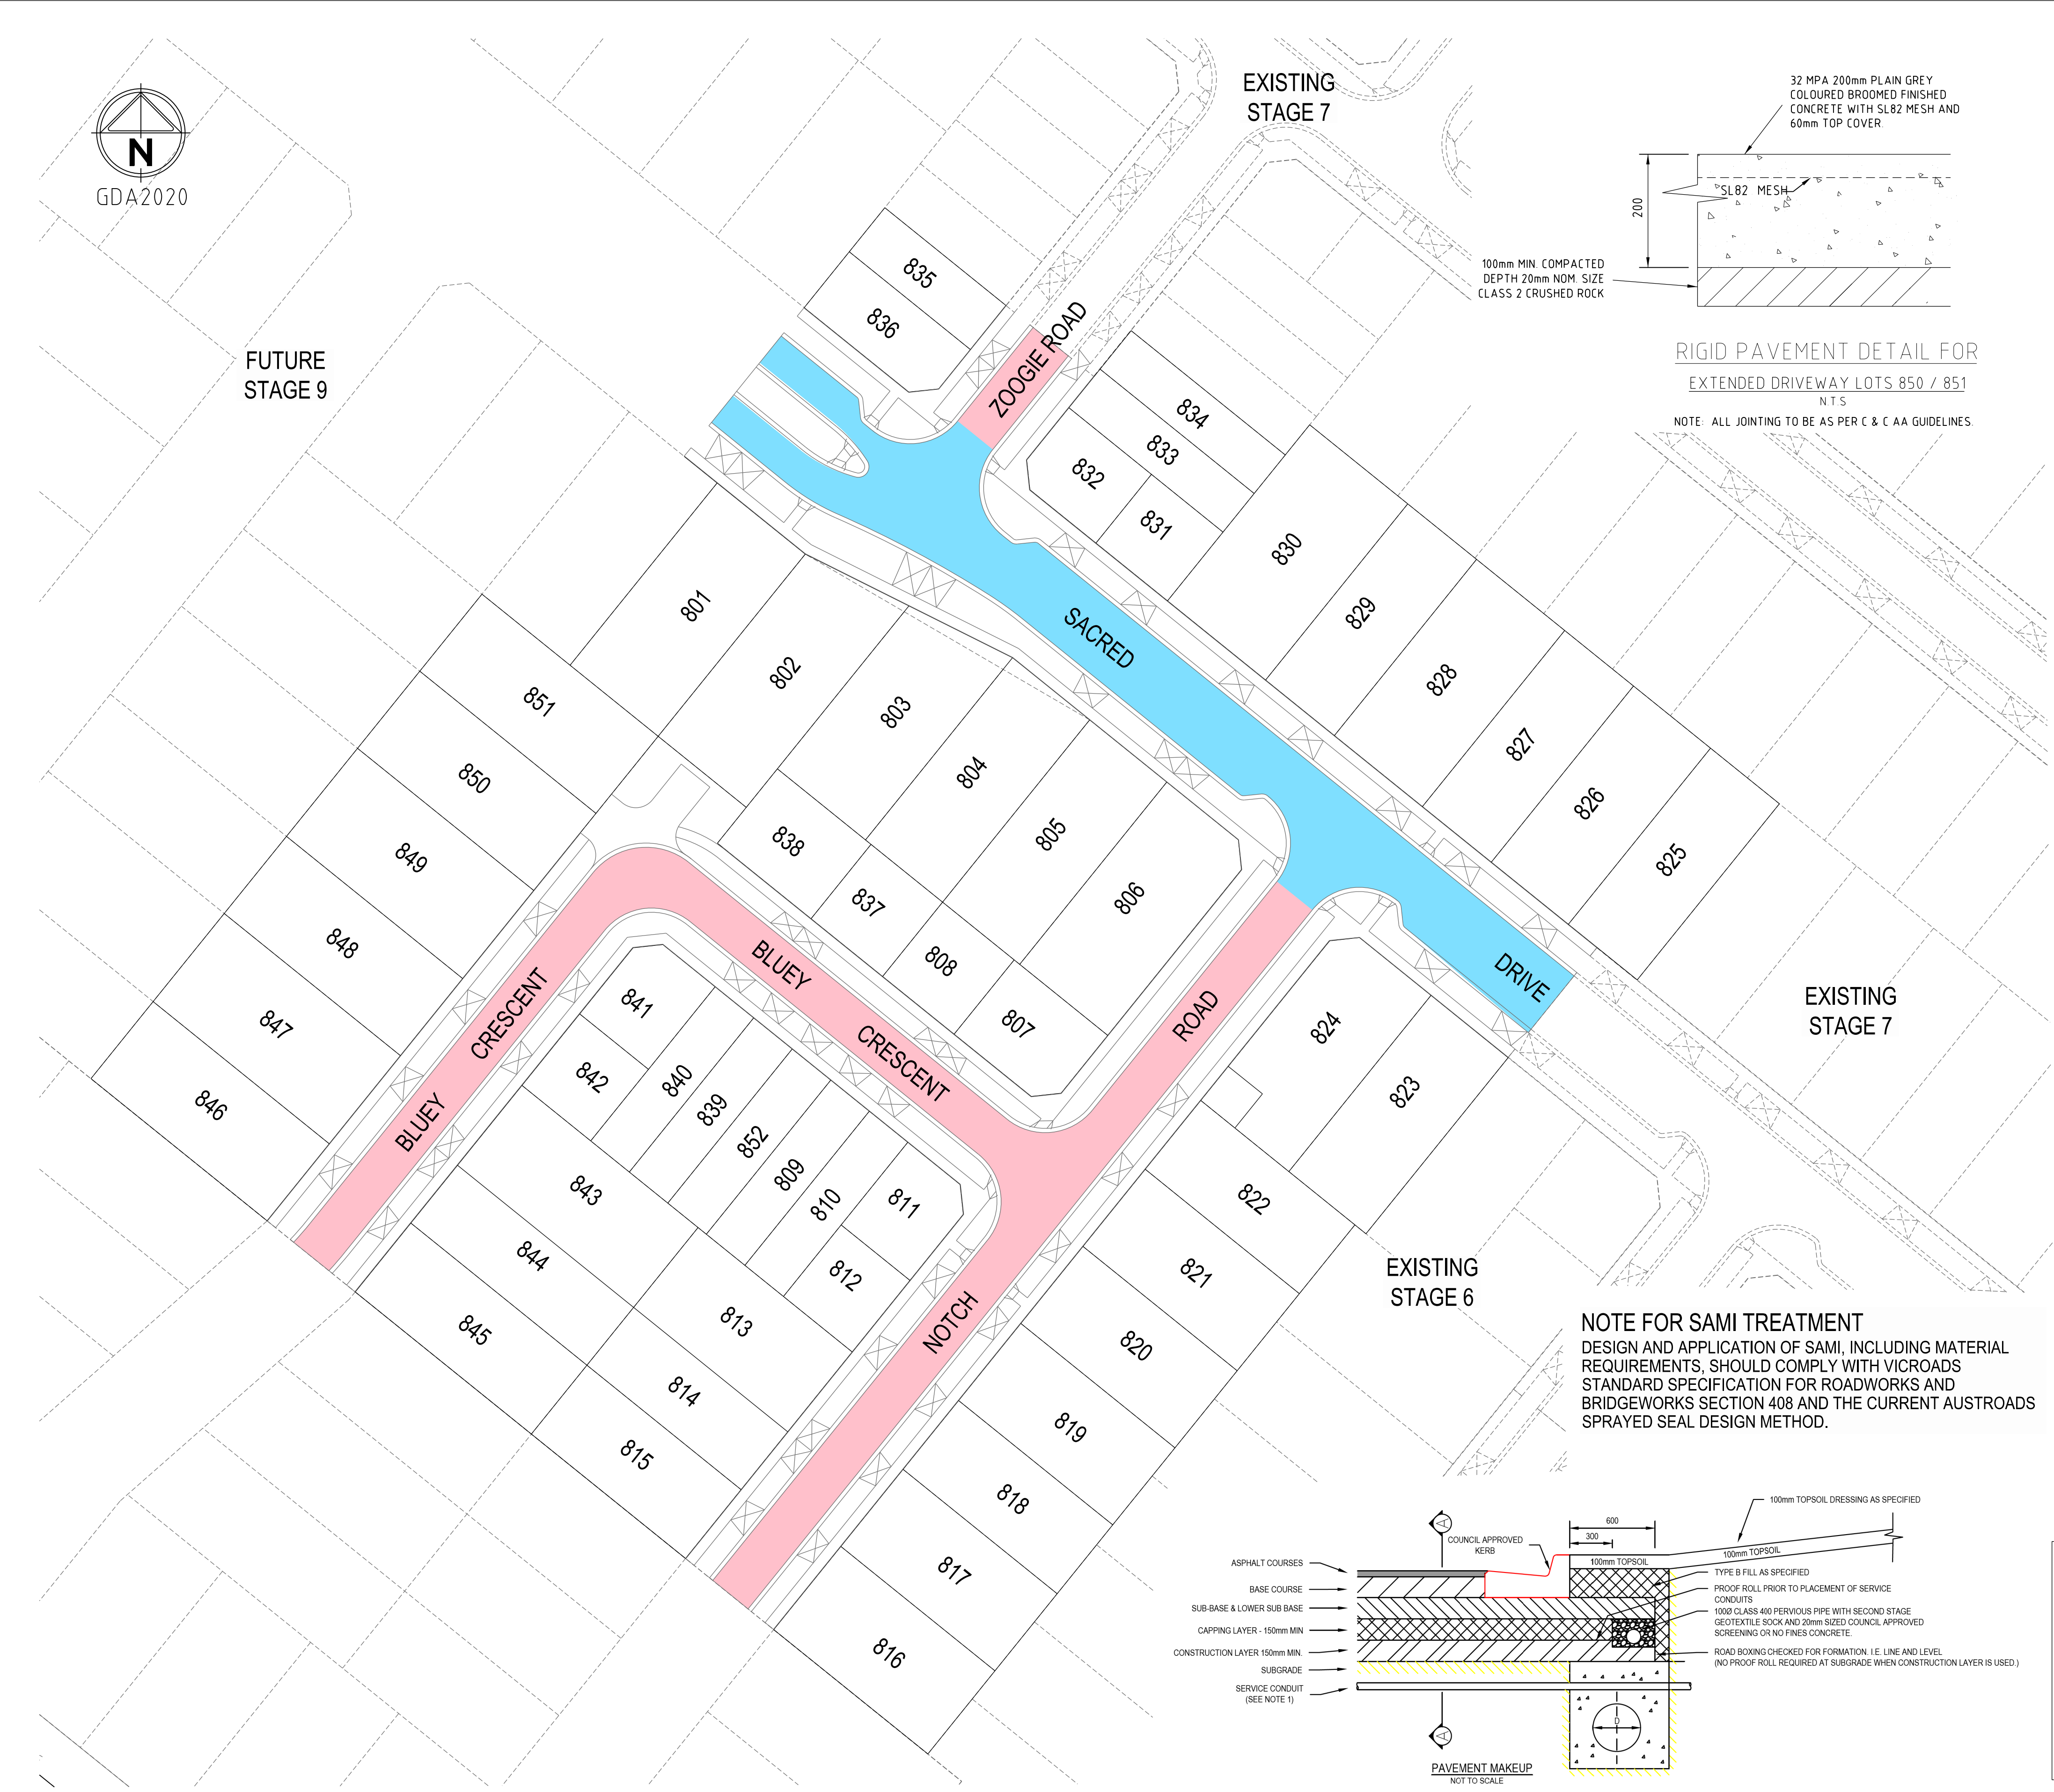 N
GDA2020
EXISTING
STAGE 7
32 MPA 200mm PLAIN GREY
COLOURED BROOMED FINISHED
CONCRETE WITH SL82 MESH AND
60mm TOP COVER.
SL82 MESH
200
100mm MIN. COMPACTED
DEPTH 20mm NOM. SIZE
CLASS 2 CRUSHED ROCK
RIGID PAVEMENT DETAIL FOR
EXTENDED DRIVEWAY LOTS 850 / 851
N.T.S
NOTE: ALL JOINTING TO BE AS PER C & C AA GUIDELINES.
FUTURE
STAGE 9
835
836
ZOOGIE ROAD
834
833
832
831
830
829
828
827
826
825
SACRED
DRIVE
801
802
803
804
805
806
851
850
849
848
847
846
838
837
808
807
BLUEY
CRESCENT
BLUEY
CRESCENT
841
842
840
839
852
809
810
811
812
843
844
845
813
814
815
NOTCH
ROAD
824
823
822
821
820
819
818
817
816
EXISTING
STAGE 7
EXISTING
STAGE 6
NOTE FOR SAMI TREATMENT
DESIGN AND APPLICATION OF SAMI, INCLUDING MATERIAL
REQUIREMENTS, SHOULD COMPLY WITH VICROADS
STANDARD SPECIFICATION FOR ROADWORKS AND
BRIDGEWORKS SECTION 408 AND THE CURRENT AUSTROADS
SPRAYED SEAL DESIGN METHOD.
100mm TOPSOIL DRESSING AS SPECIFIED
600
300
A
COUNCIL APPROVED
KERB
100mm TOPSOIL
100mm TOPSOIL
ASPHALT COURSES
BASE COURSE
SUB-BASE & LOWER SUB BASE
CAPPING LAYER - 150mm MIN
CONSTRUCTION LAYER 150mm MIN.
SUBGRADE
SERVICE CONDUIT
(SEE NOTE 1)
TYPE B FILL AS SPECIFIED
PROOF ROLL PRIOR TO PLACEMENT OF SERVICE
CONDUITS
100Ø CLASS 400 PERVIOUS PIPE WITH SECOND STAGE
GEOTEXTILE SOCK AND 20mm SIZED COUNCIL APPROVED
SCREENING OR NO FINES CONCRETE.
ROAD BOXING CHECKED FOR FORMATION. I.E. LINE AND LEVEL
(NO PROOF ROLL REQUIRED AT SUBGRADE WHEN CONSTRUCTION LAYER IS USED.)
D
A
PAVEMENT MAKEUP
NOT TO SCALE